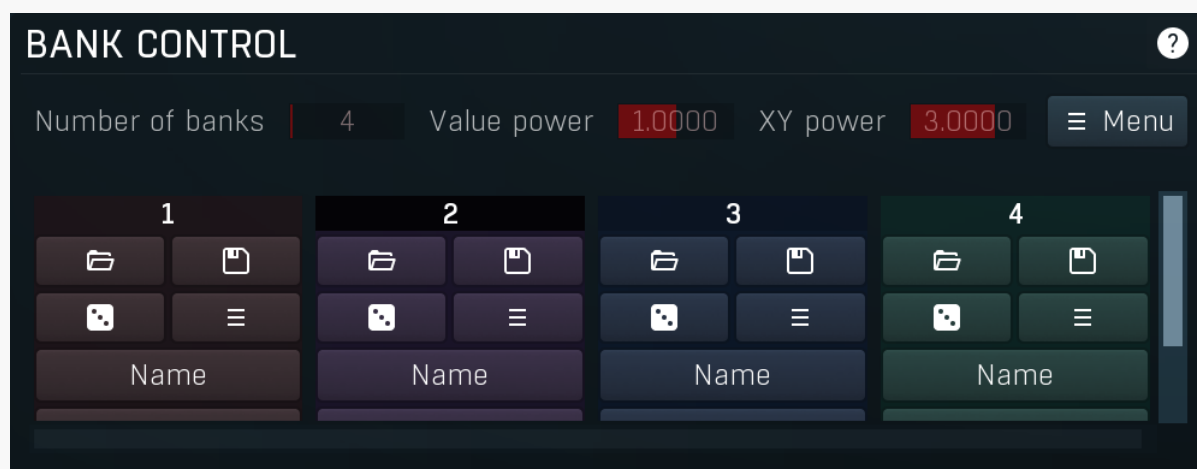 BANK CONTROL ?
Number of banks 4 Value power 1.0000 XY power 3.0000 Menu
1 2 3 4
Name Name Name Name